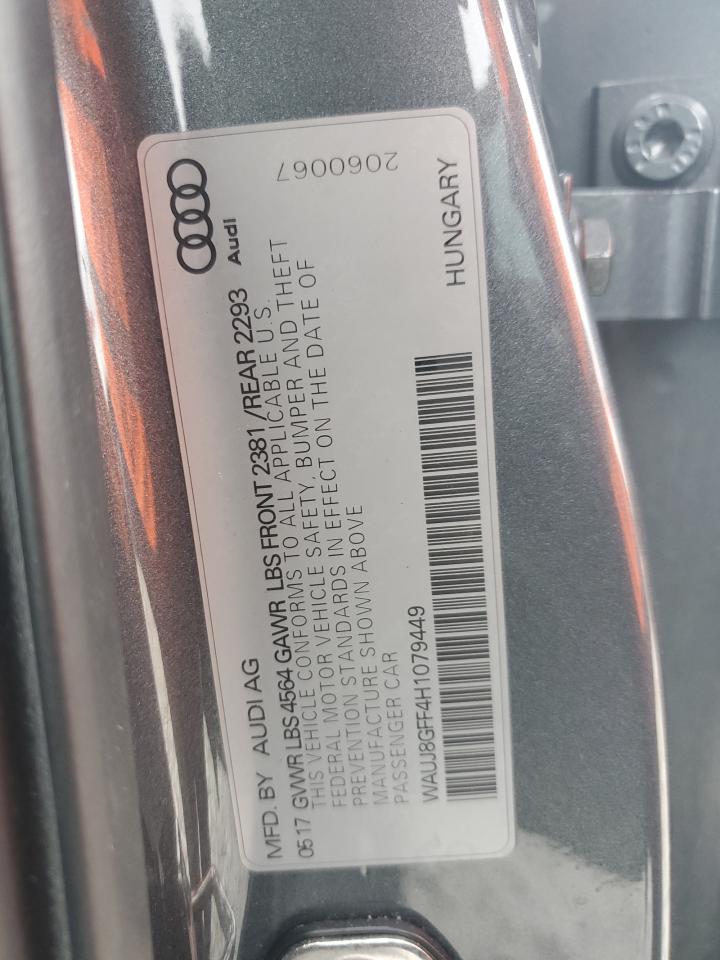 Audi
2060067
MFD. BY AUDI AG
05 17 GVWR LBS 4564 GAWR LBS FRONT 2381 /REAR 2293
THIS VEHICLE CONFORMS TO ALL APPLICABLE U.S.
FEDERAL MOTOR VEHICLE SAFETY, BUMPER AND THEFT
PREVENTION STANDARDS IN EFFECT ON THE DATE OF
MANUFACTURE SHOWN ABOVE
PASSENGER CAR
WAUJ8GFF4H1079449
HUNGARY